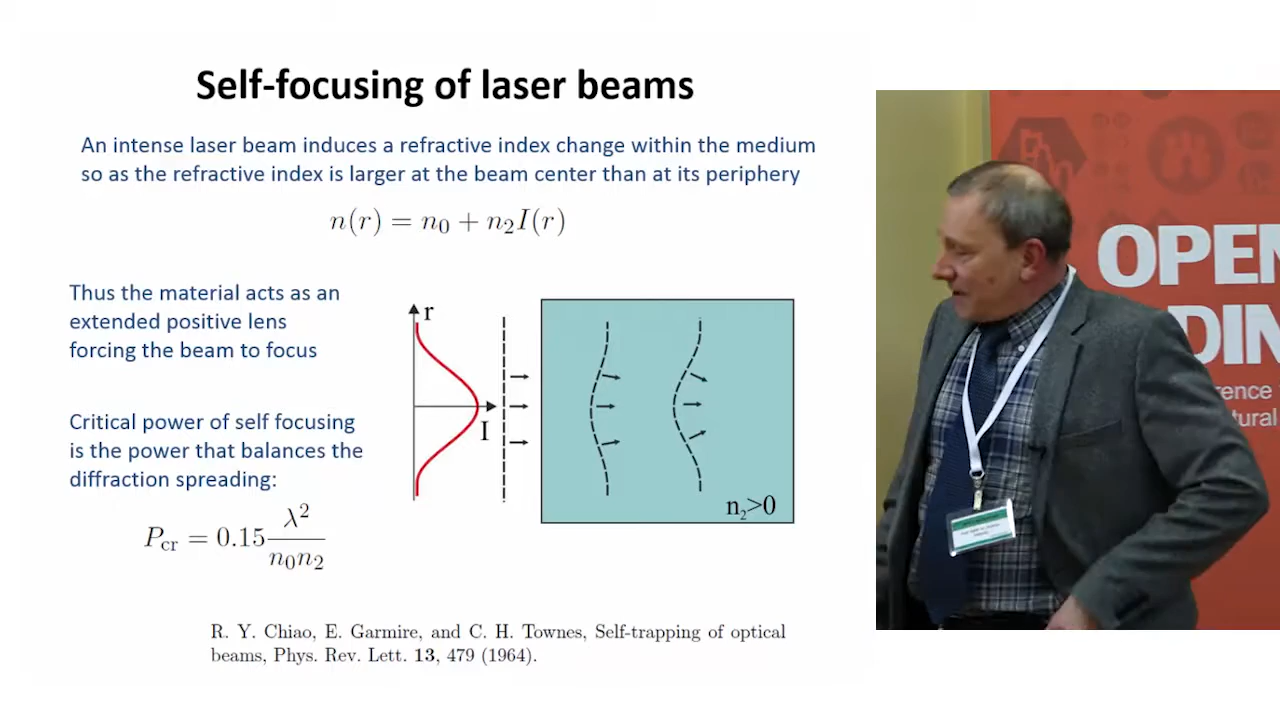 Self-focusing of laser beams
An intense laser beam induces a refractive index change within the medium
so as the refractive index is larger at the beam center than at its periphery
n(r) = n₀ + n₂I(r)
Thus the material acts as an
extended positive lens
forcing the beam to focus
r
I
n₂>0
Critical power of self focusing
is the power that balances the
diffraction spreading:
P_cr = 0.15 λ²/(n₀n₂)
R. Y. Chiao, E. Garmire, and C. H. Townes, Self-trapping of optical
beams, Phys. Rev. Lett. 13, 479 (1964).
OPEN
DIN
rence
tural